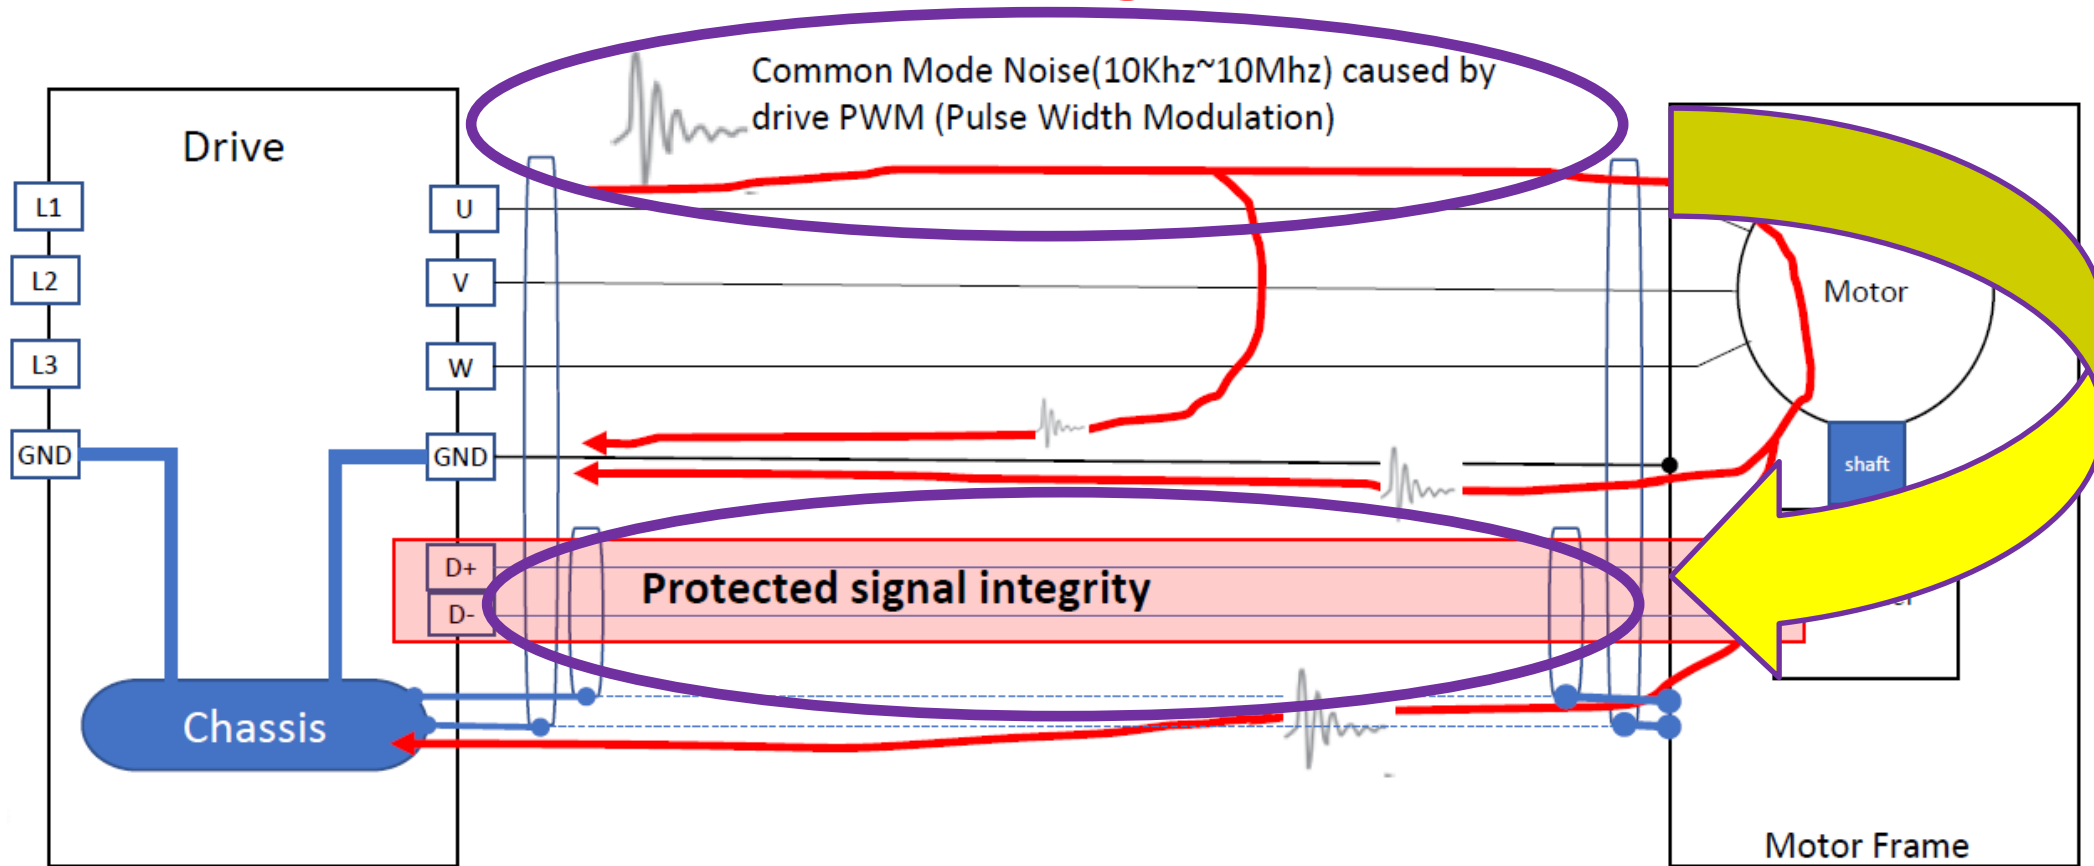 Common Mode Noise(10Khz~10Mhz) caused by
drive PWM (Pulse Width Modulation)
Drive
L1
L2
L3
GND
U
V
W
GND
D+
D-
Chassis
Protected signal integrity
Motor
shaft
Motor Frame